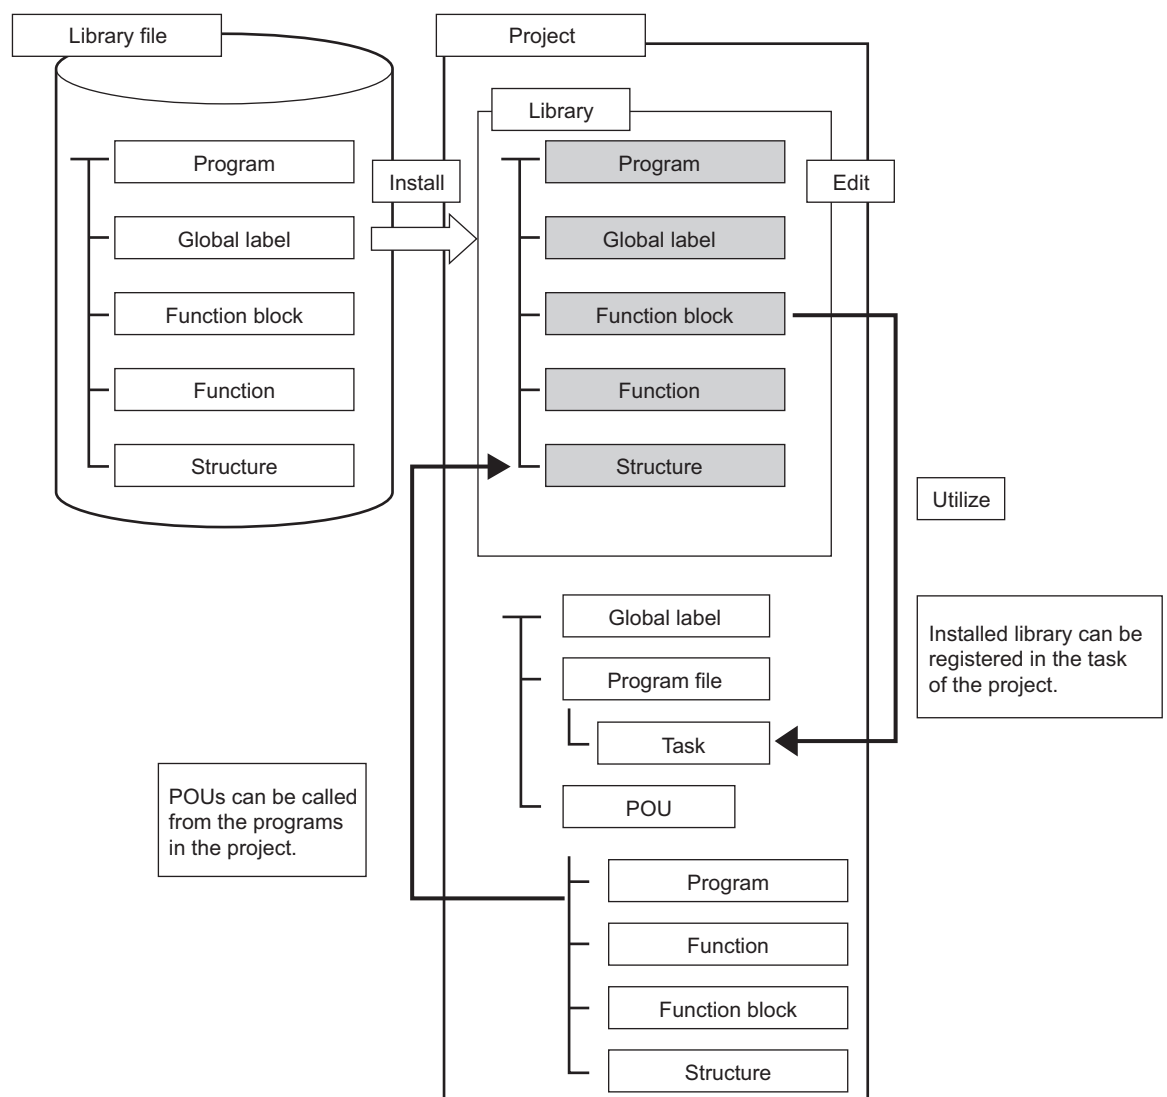 Library file
Program
Global label
Function block
Function
Structure
Install
Project
Library
Program
Global label
Function block
Function
Structure
Edit
Utilize
Installed library can be
registered in the task
of the project.
Global label
Program file
Task
POU
POUs can be called
from the programs
in the project.
Program
Function
Function block
Structure